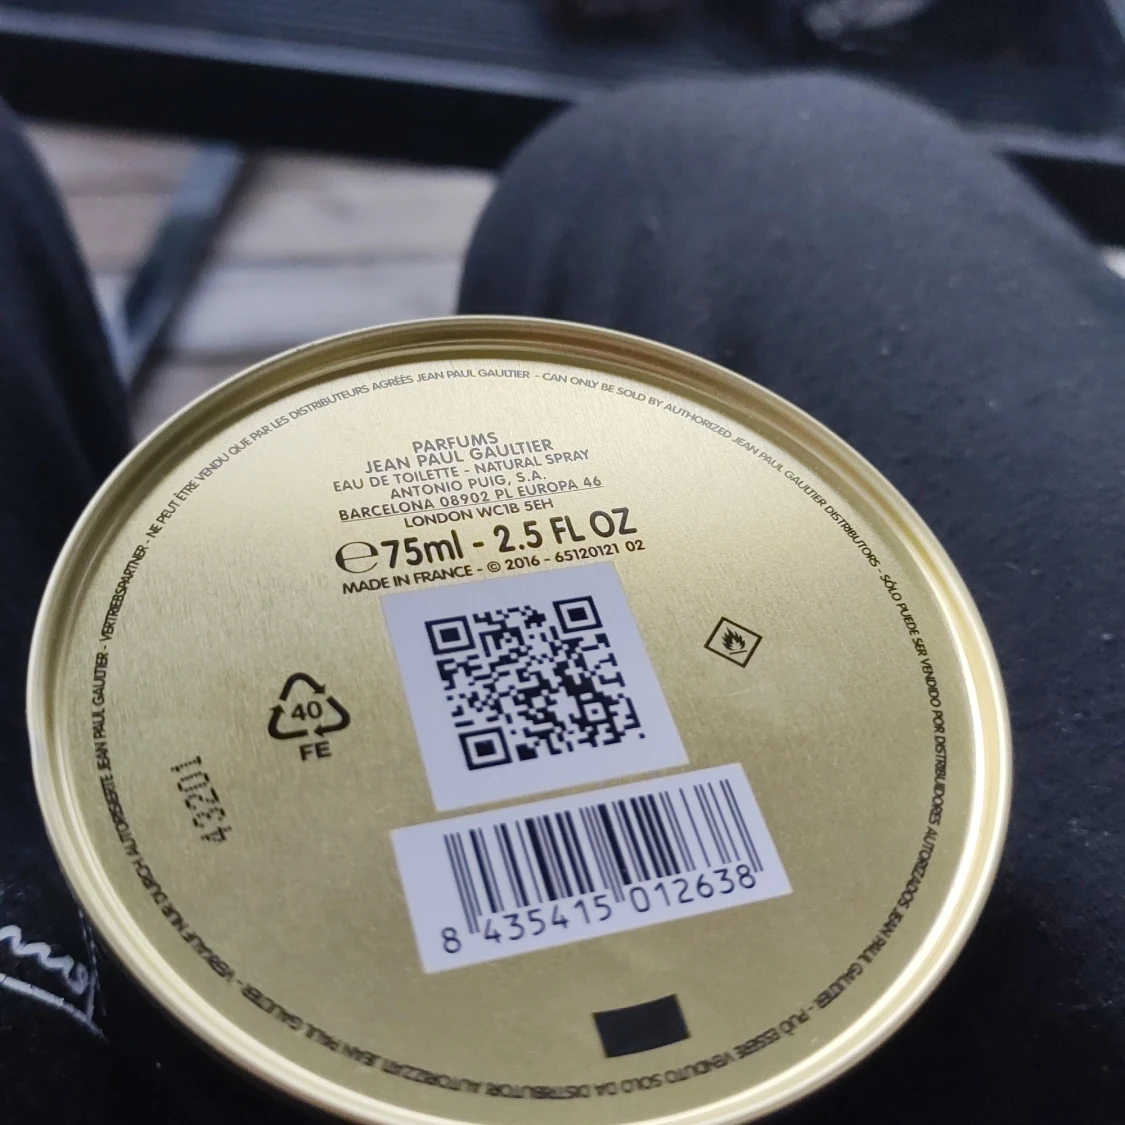 NE PEUT ÊTRE VENDU QUE PAR LES DISTRIBUTEURS AGRÉÉS JEAN PAUL GAULTIER - CAN ONLY BE SOLD BY AUTHORIZED JEAN PAUL GAULTIER DISTRIBUTORS - SÓLO PUEDE SER VENDIDO POR DISTRIBUIDORES AUTORIZADOS JEAN PAUL GAULTIER - PUÒ ESSERE VENDUTO SOLO DA DISTRIBUTORI AUTORIZZATI JEAN PAUL GAULTIER - VERKAUF NUR DURCH AUTORISIERTE JEAN PAUL GAULTIER - VERTRIEBSPARTNER -
PARFUMS
JEAN PAUL GAULTIER
EAU DE TOILETTE - NATURAL SPRAY
ANTONIO PUIG, S.A.
BARCELONA 08902 PL EUROPA 46
LONDON WC1B 5EH
℮75ml - 2.5 FL OZ
MADE IN FRANCE - © 2016 - 65120121 02
40
FE
43201
8 435415 012638